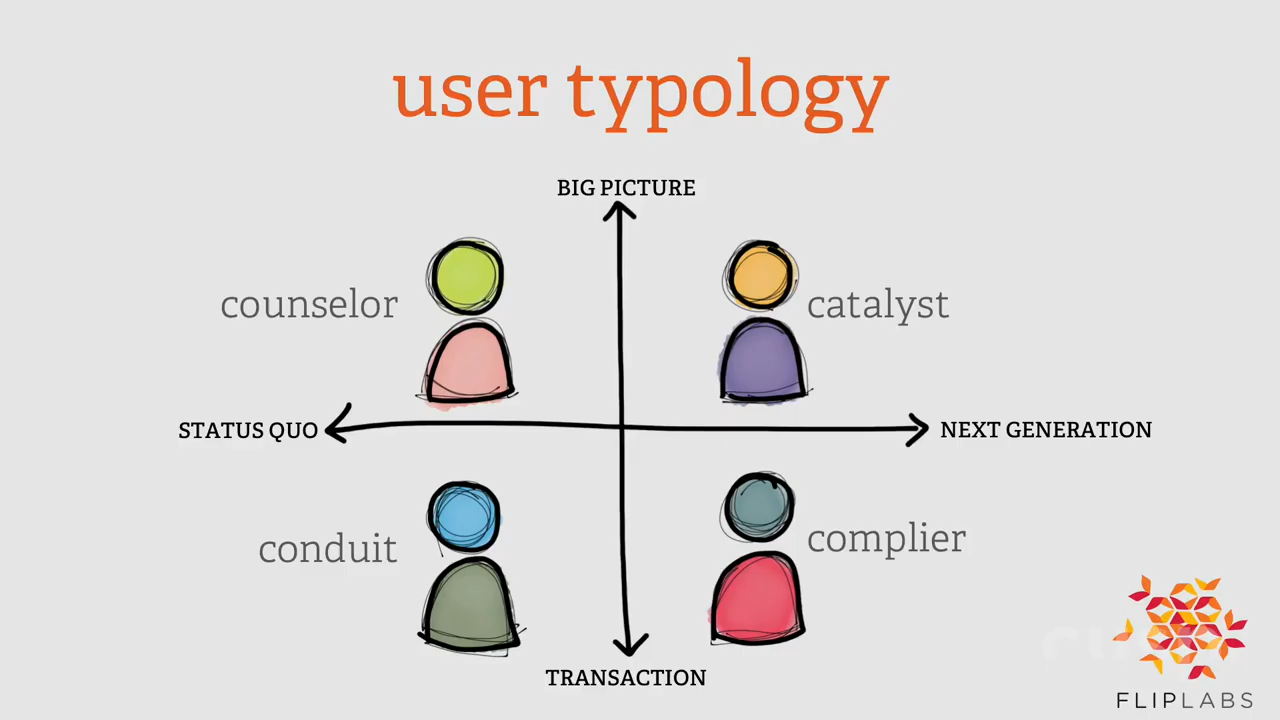 user typology
BIG PICTURE
counselor
catalyst
STATUS QUO
NEXT GENERATION
conduit
complier
TRANSACTION
FLIPLABS